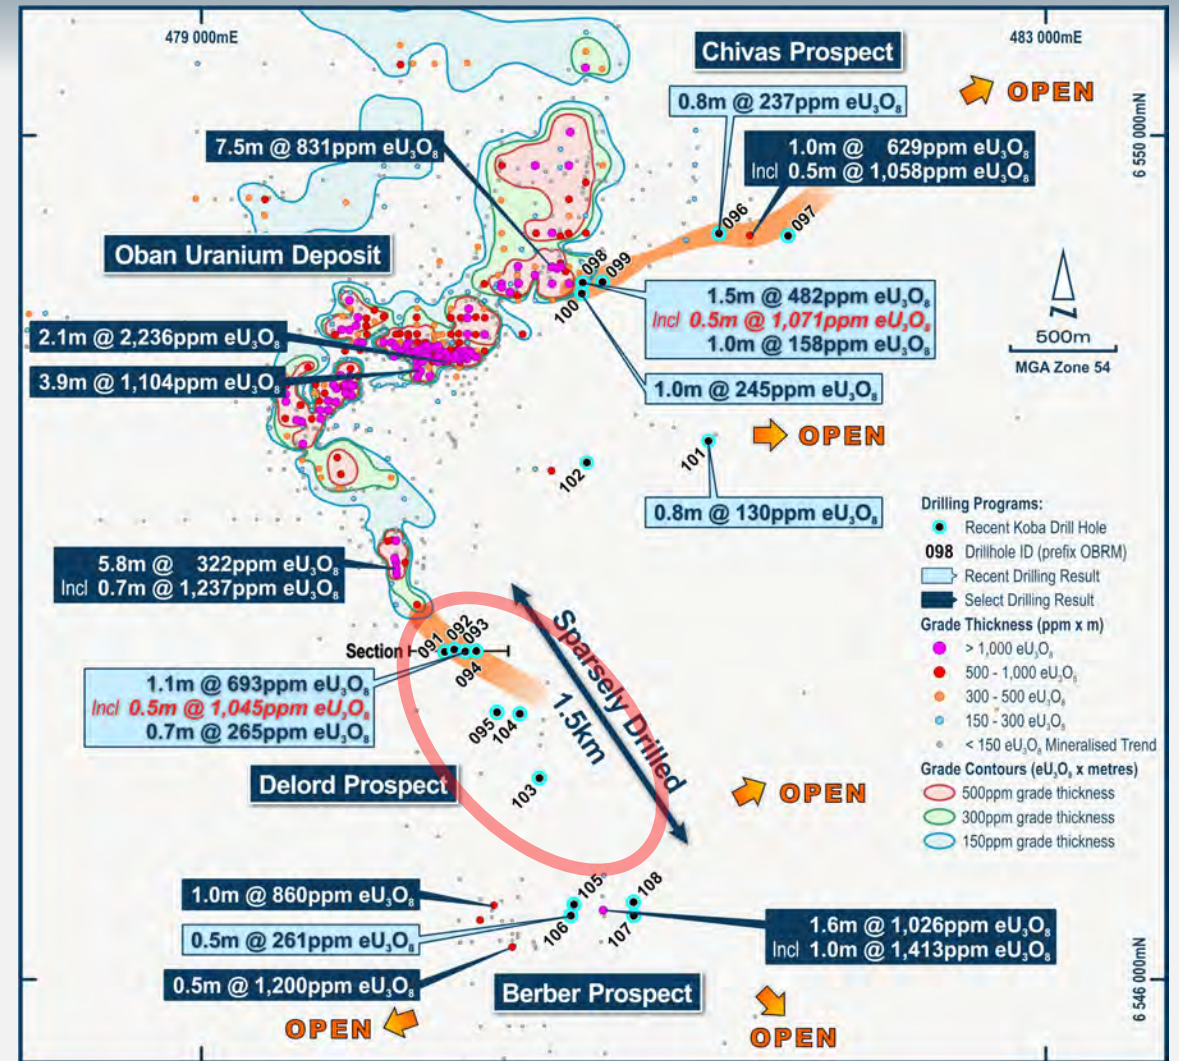 479 000mE
483 000mE
Chivas Prospect
OPEN
0.8m @ 237ppm eU₃O₈
6 550 000mN
7.5m @ 831ppm eU₃O₈
1.0m @ 629ppm eU₃O₈
Incl 0.5m @ 1,058ppm eU₃O₈
096
097
Oban Uranium Deposit
098
099
100
1.5m @ 482ppm eU₃O₈
Incl 0.5m @ 1,071ppm eU₃O₈
1.0m @ 158ppm eU₃O₈
N
500m
MGA Zone 54
2.1m @ 2,236ppm eU₃O₈
3.9m @ 1,104ppm eU₃O₈
1.0m @ 245ppm eU₃O₈
OPEN
101
102
0.8m @ 130ppm eU₃O₈
Drilling Programs:
Recent Koba Drill Hole
098 Drillhole ID (prefix OBRM)
Recent Drilling Result
Select Drilling Result
Grade Thickness (ppm x m)
> 1,000 eU₃O₈
500 - 1,000 eU₃O₈
300 - 500 eU₃O₈
150 - 300 eU₃O₈
< 150 eU₃O₈ Mineralised Trend
Grade Contours (eU₃O₈ x metres)
500ppm grade thickness
300ppm grade thickness
150ppm grade thickness
5.8m @ 322ppm eU₃O₈
Incl 0.7m @ 1,237ppm eU₃O₈
Section
091
092
093
094
Sparsely Drilled
1.5km
1.1m @ 693ppm eU₃O₈
Incl 0.5m @ 1,045ppm eU₃O₈
0.7m @ 265ppm eU₃O₈
095
104
Delord Prospect
103
OPEN
1.0m @ 860ppm eU₃O₈
105
108
0.5m @ 261ppm eU₃O₈
106
107
1.6m @ 1,026ppm eU₃O₈
Incl 1.0m @ 1,413ppm eU₃O₈
0.5m @ 1,200ppm eU₃O₈
Berber Prospect
6 546 000mN
OPEN
OPEN